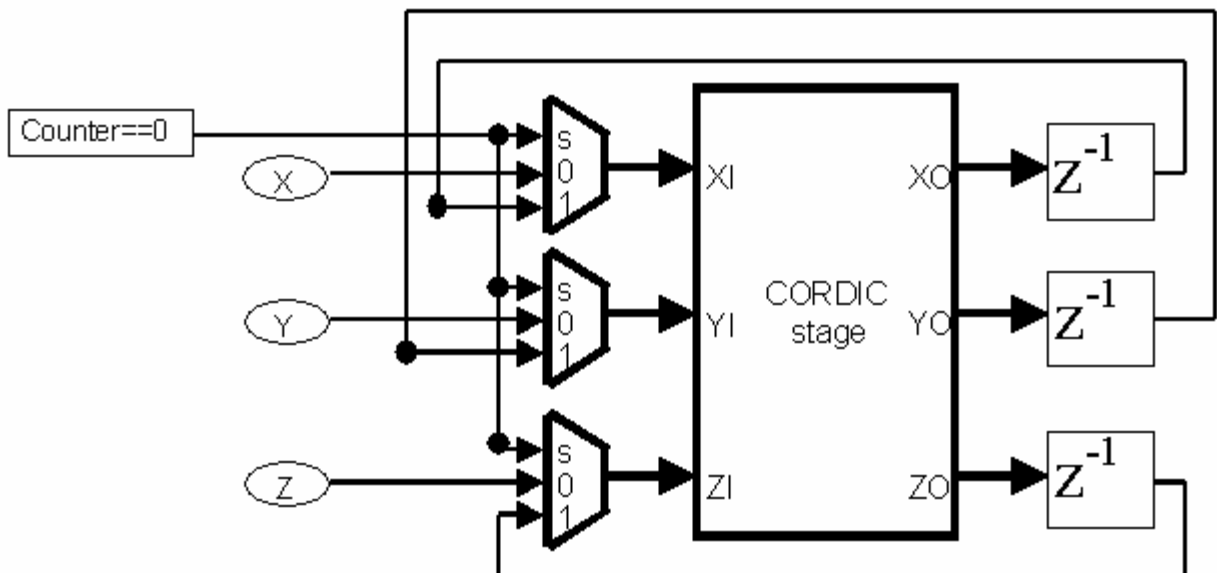 Counter==0
X
s
0
1
XI
XO
Z-1
Y
s
0
1
YI
CORDIC
stage
YO
Z-1
Z
s
0
1
ZI
ZO
Z-1